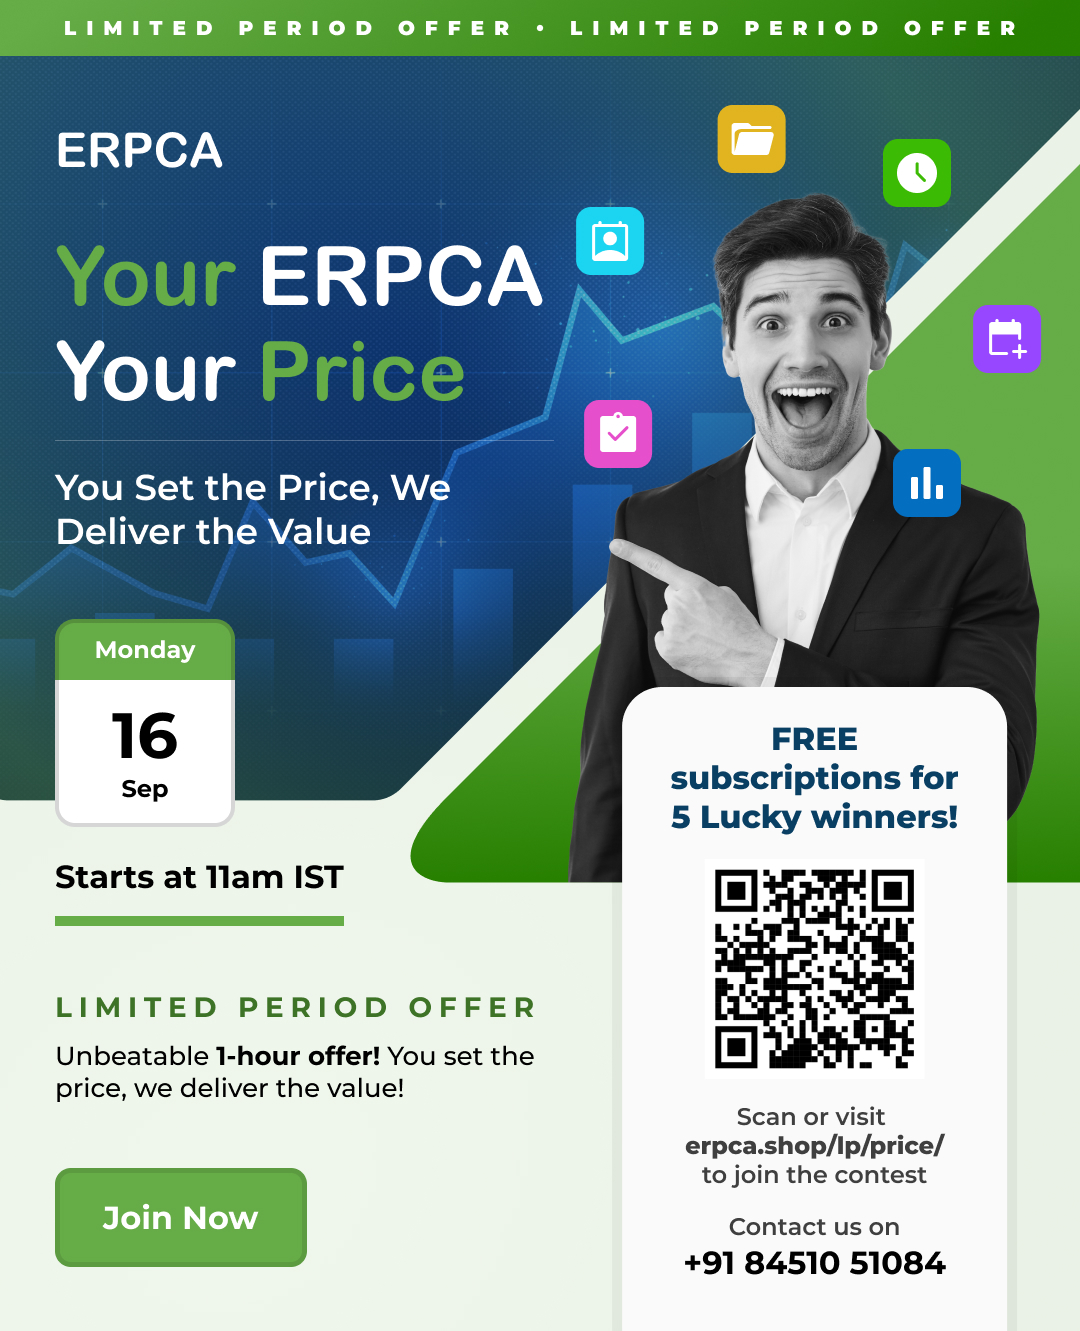 LIMITED PERIOD OFFER • LIMITED PERIOD OFFER
ERPCA
Your ERPCA
Your Price
You Set the Price, We
Deliver the Value
Monday
16
Sep
Starts at 11am IST
LIMITED PERIOD OFFER
Unbeatable 1-hour offer! You set the
price, we deliver the value!
Join Now
FREE
subscriptions for
5 Lucky winners!
Scan or visit
erpca.shop/lp/price/
to join the contest
Contact us on
+91 84510 51084